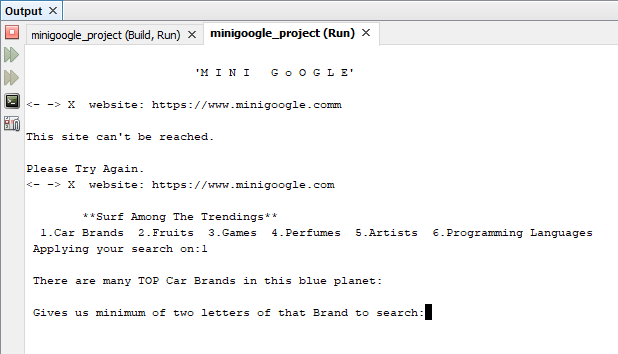 Output ×
minigoogle_project (Build, Run) × minigoogle_project (Run) ×
'M I N I   G o O G L E'
<- -> X  website: https://www.minigoogle.comm
This site can't be reached.
Please Try Again.
<- -> X  website: https://www.minigoogle.com
**Surf Among The Trendings**
1.Car Brands  2.Fruits  3.Games  4.Perfumes  5.Artists  6.Programming Languages
Applying your search on:1
There are many TOP Car Brands in this blue planet:
Gives us minimum of two letters of that Brand to search: